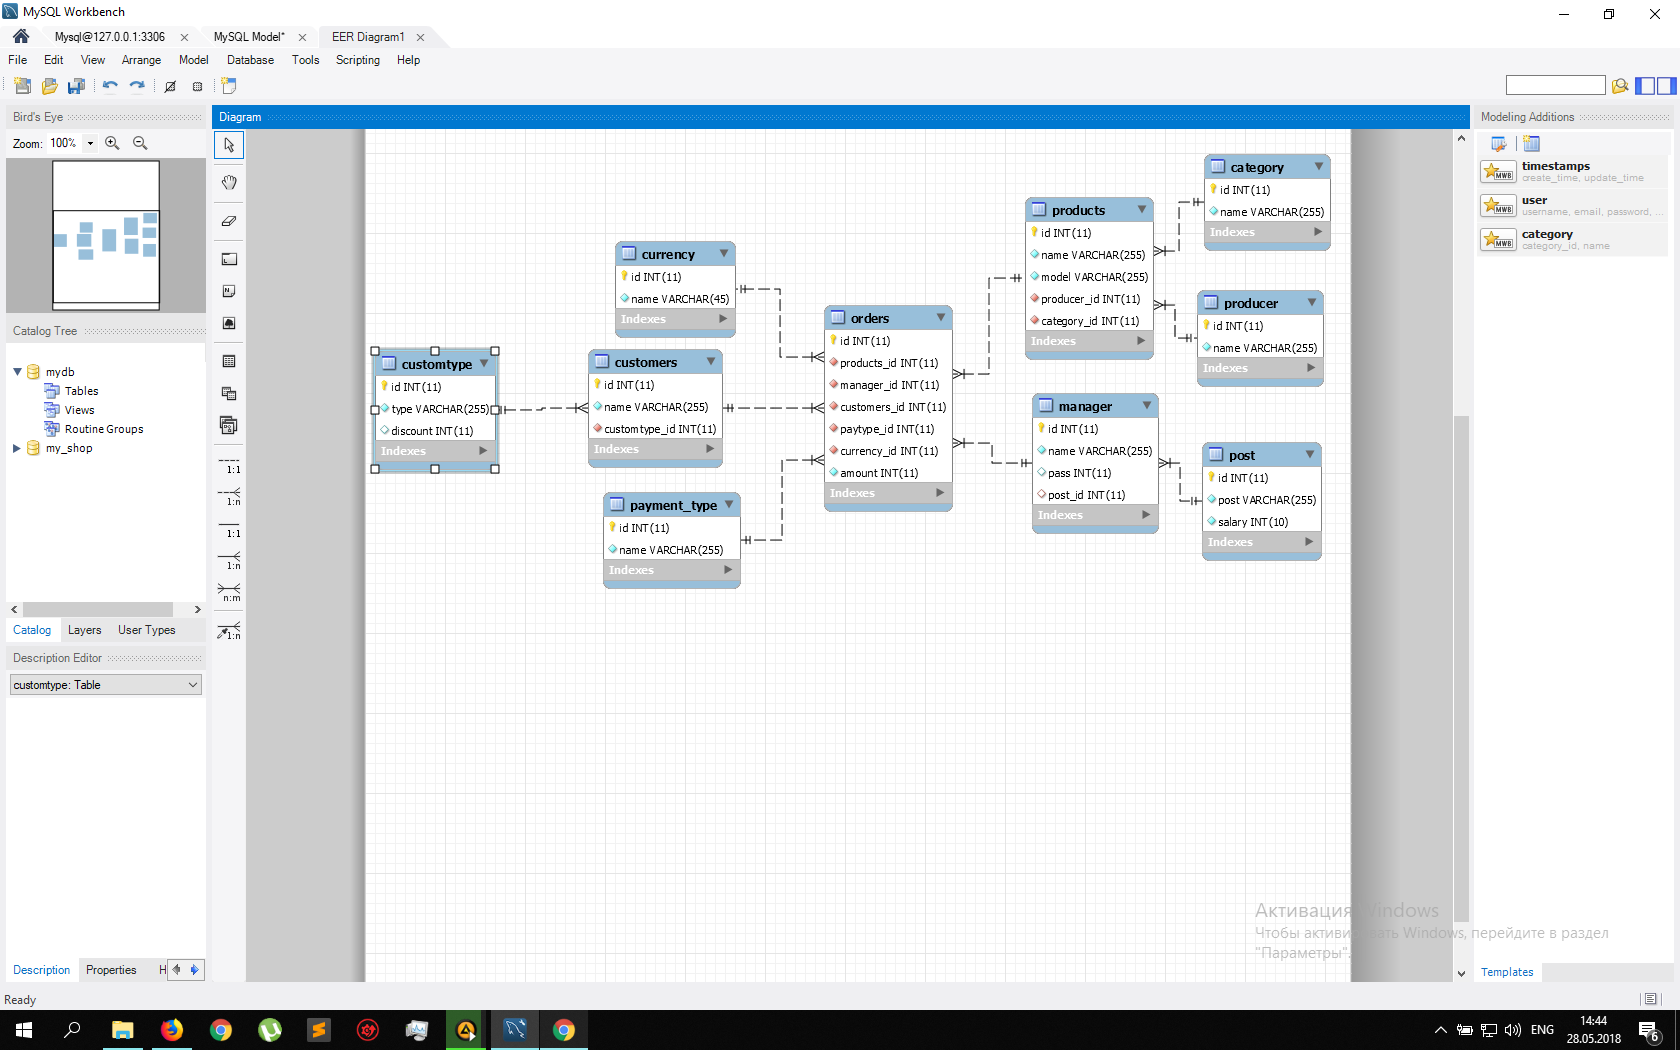 MySQL Workbench
Mysql@127.0.0.1:3306
MySQL Model*
EER Diagram1
File Edit View Arrange Model Database Tools Scripting Help
Bird's Eye
Zoom: 100%
Catalog Tree
mydb
Tables
Views
Routine Groups
my_shop
Catalog Layers User Types
Description Editor
customtype: Table
Description Properties H
Ready
Diagram
1:1
1:n
1:1
1:n
n:m
1:n
customtype
id INT(11)
type VARCHAR(255)
discount INT(11)
Indexes
currency
id INT(11)
name VARCHAR(45)
Indexes
customers
id INT(11)
name VARCHAR(255)
customtype_id INT(11)
Indexes
payment_type
id INT(11)
name VARCHAR(255)
Indexes
orders
id INT(11)
products_id INT(11)
manager_id INT(11)
customers_id INT(11)
paytype_id INT(11)
currency_id INT(11)
amount INT(11)
Indexes
products
id INT(11)
name VARCHAR(255)
model VARCHAR(255)
producer_id INT(11)
category_id INT(11)
Indexes
manager
id INT(11)
name VARCHAR(255)
pass INT(11)
post_id INT(11)
Indexes
category
id INT(11)
name VARCHAR(255)
Indexes
producer
id INT(11)
name VARCHAR(255)
Indexes
post
id INT(11)
post VARCHAR(255)
salary INT(10)
Indexes
Modeling Additions
timestamps
create_time, update_time
user
username, email, password, ...
category
category_id, name
MWB
MWB
MWB
Активация Windows
Чтобы активировать Windows, перейдите в раздел
"Параметры".
Templates
ENG
14:44
28.05.2018
6